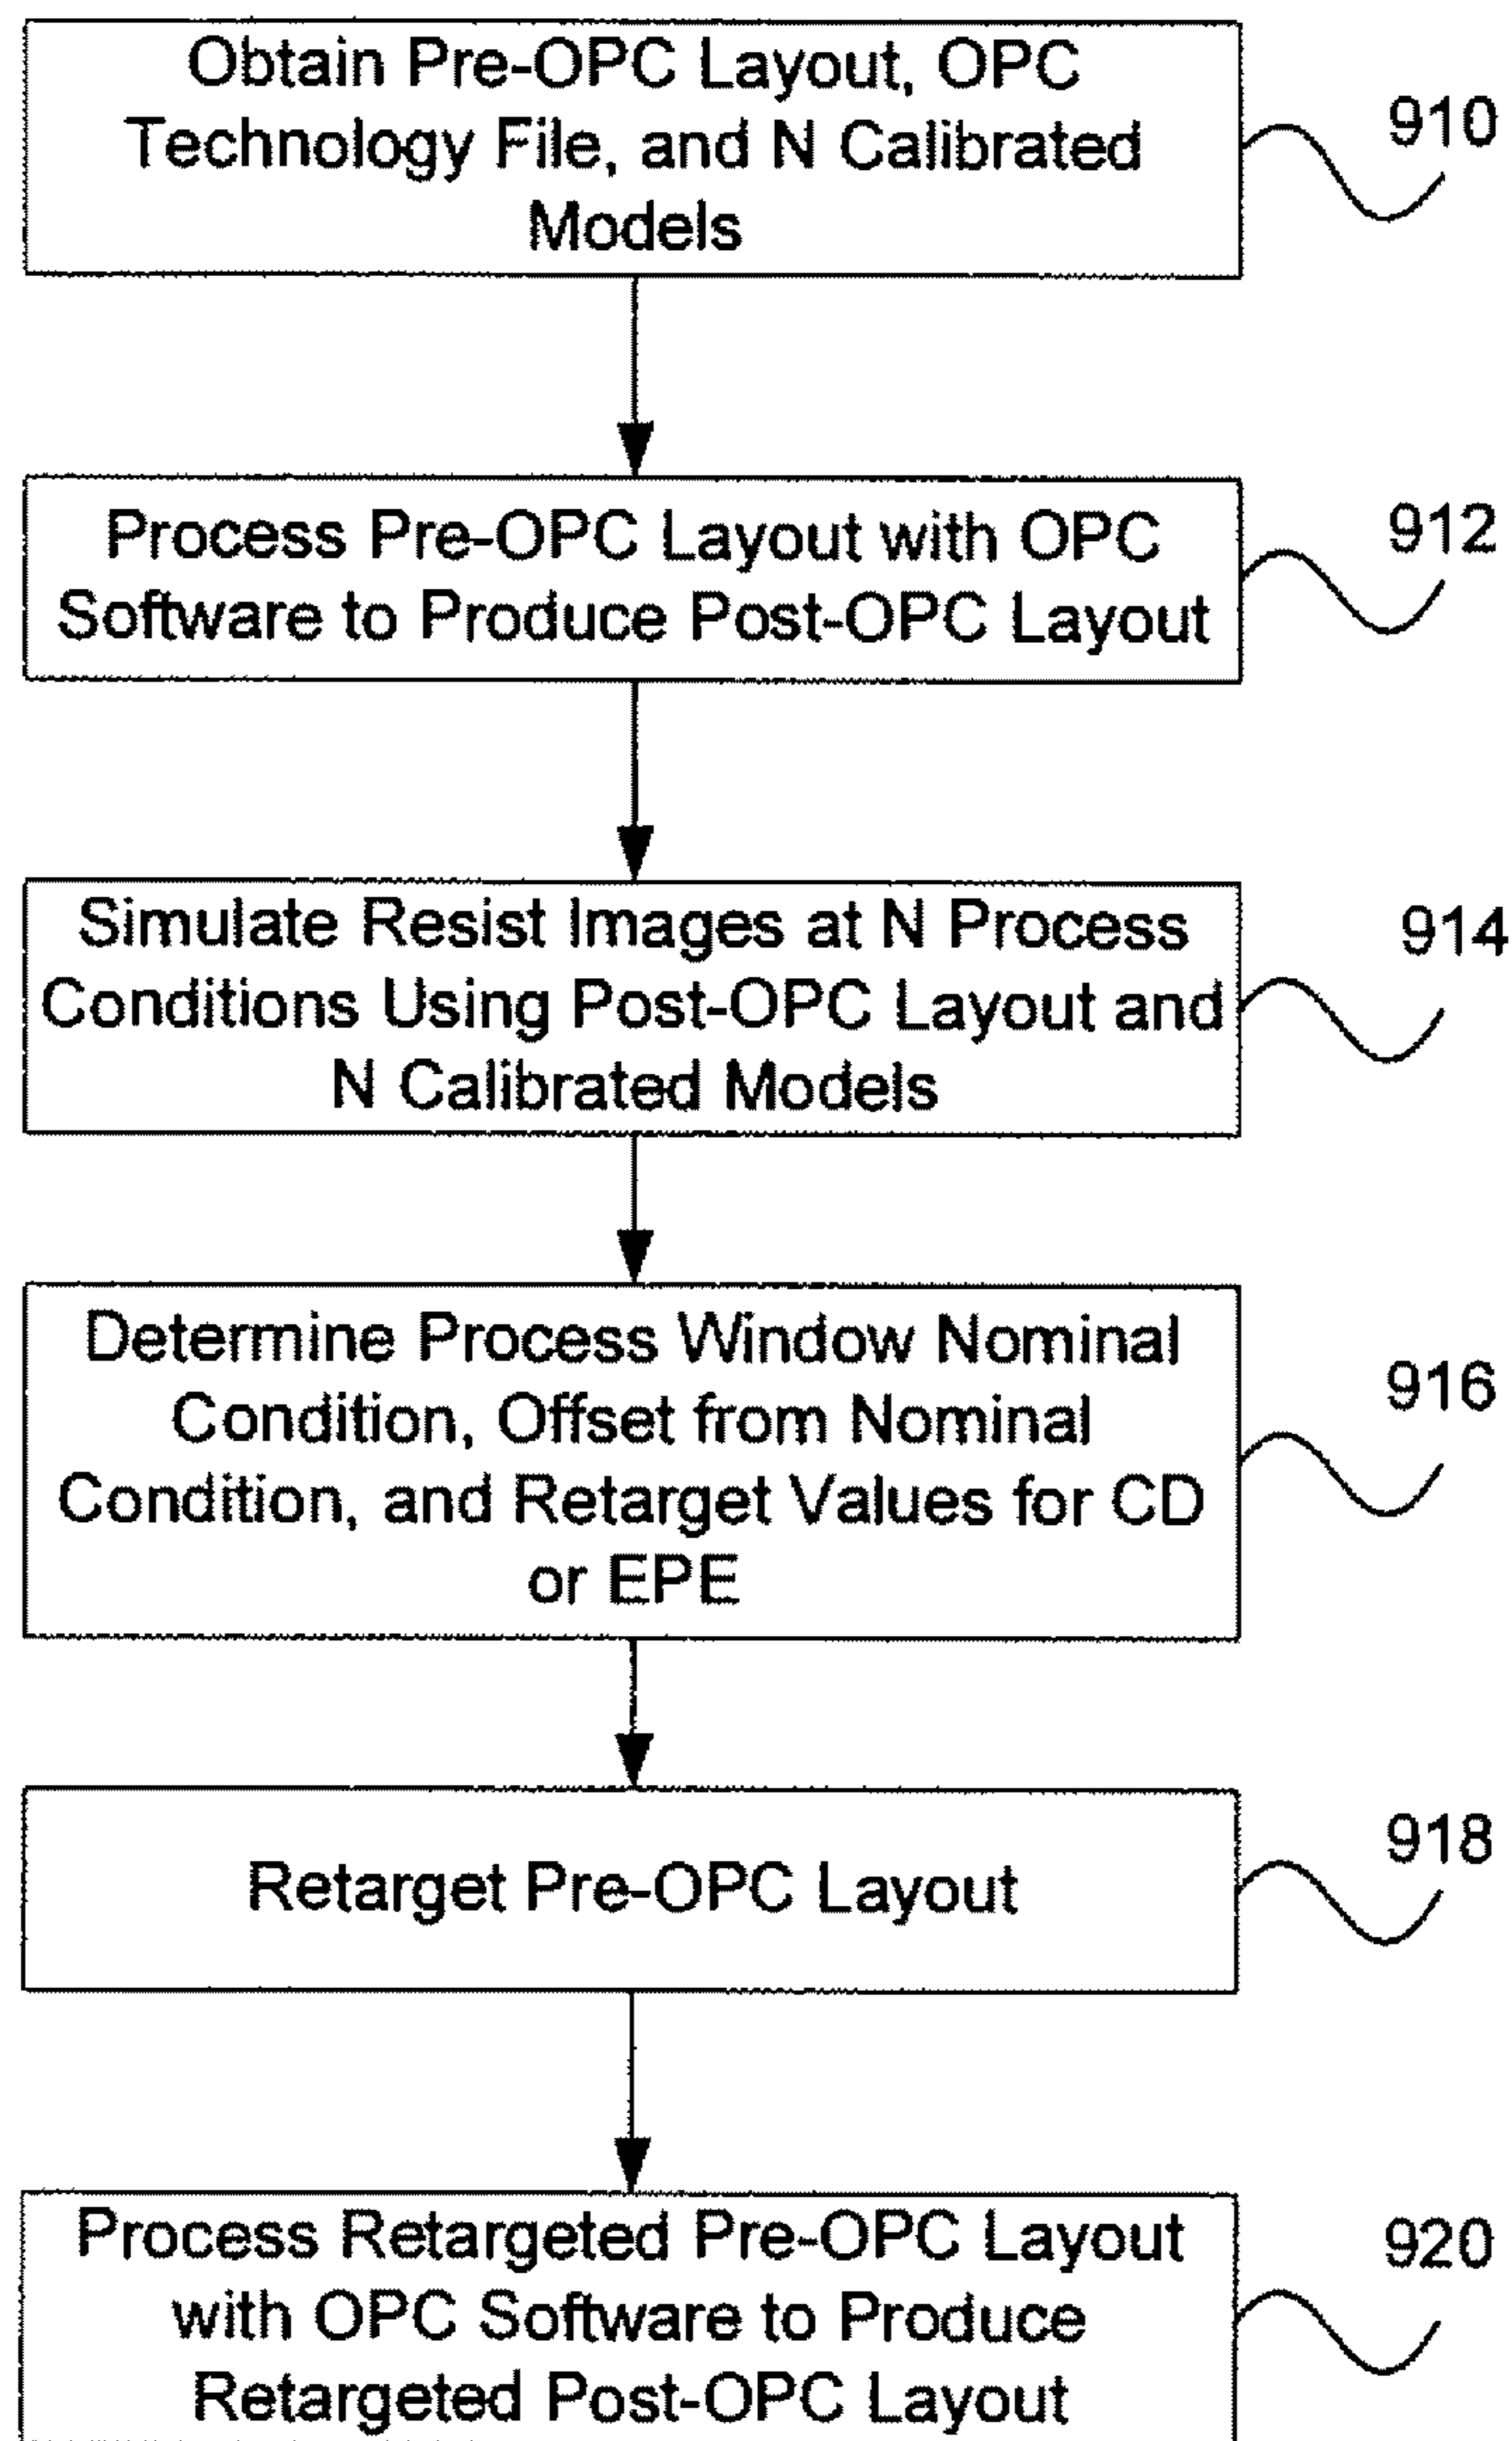 Obtain Pre-OPC Layout, OPC
Technology File, and N Calibrated
Models
910
Process Pre-OPC Layout with OPC
Software to Produce Post-OPC Layout
912
Simulate Resist Images at N Process
Conditions Using Post-OPC Layout and
N Calibrated Models
914
Determine Process Window Nominal
Condition, Offset from Nominal
Condition, and Retarget Values for CD
or EPE
916
Retarget Pre-OPC Layout
918
Process Retargeted Pre-OPC Layout
with OPC Software to Produce
Retargeted Post-OPC Layout
920